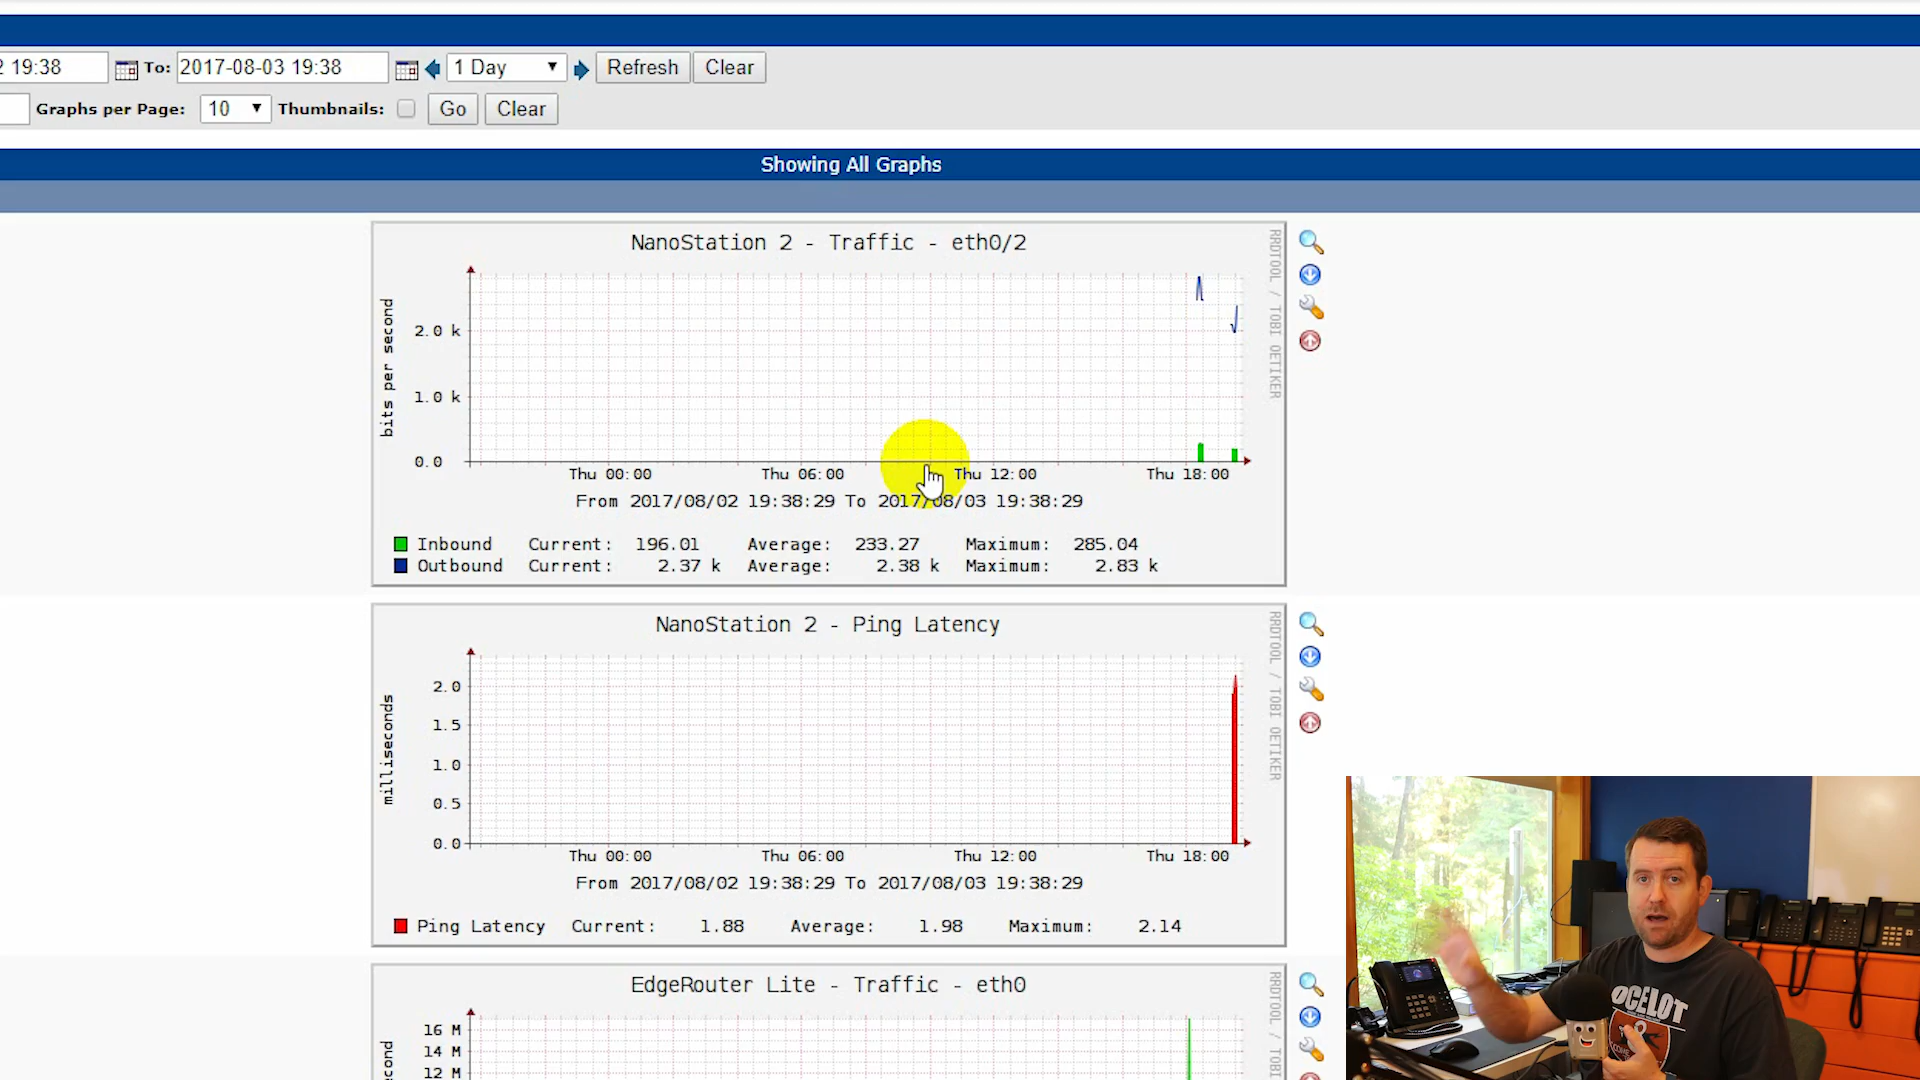 2 19:38 To: 2017-08-03 19:38 1 Day Refresh Clear
Graphs per Page: 10 Thumbnails: Go Clear
Showing All Graphs
NanoStation 2 - Traffic - eth0/2
bits per second
2.0 k
1.0 k
0.0
Thu 00:00 Thu 06:00 Thu 12:00 Thu 18:00
From 2017/08/02 19:38:29 To 2017/08/03 19:38:29
Inbound Current: 196.01 Average: 233.27 Maximum: 285.04
Outbound Current: 2.37 k Average: 2.38 k Maximum: 2.83 k
RRDTOOL / TOBI OETIKER
NanoStation 2 - Ping Latency
milliseconds
2.0
1.5
1.0
0.5
0.0
Thu 00:00 Thu 06:00 Thu 12:00 Thu 18:00
From 2017/08/02 19:38:29 To 2017/08/03 19:38:29
Ping Latency Current: 1.88 Average: 1.98 Maximum: 2.14
RRDTOOL / TOBI OETIKER
EdgeRouter Lite - Traffic - eth0
16 M
14 M
12 M
RRDTOOL / TOBI
OCELOT